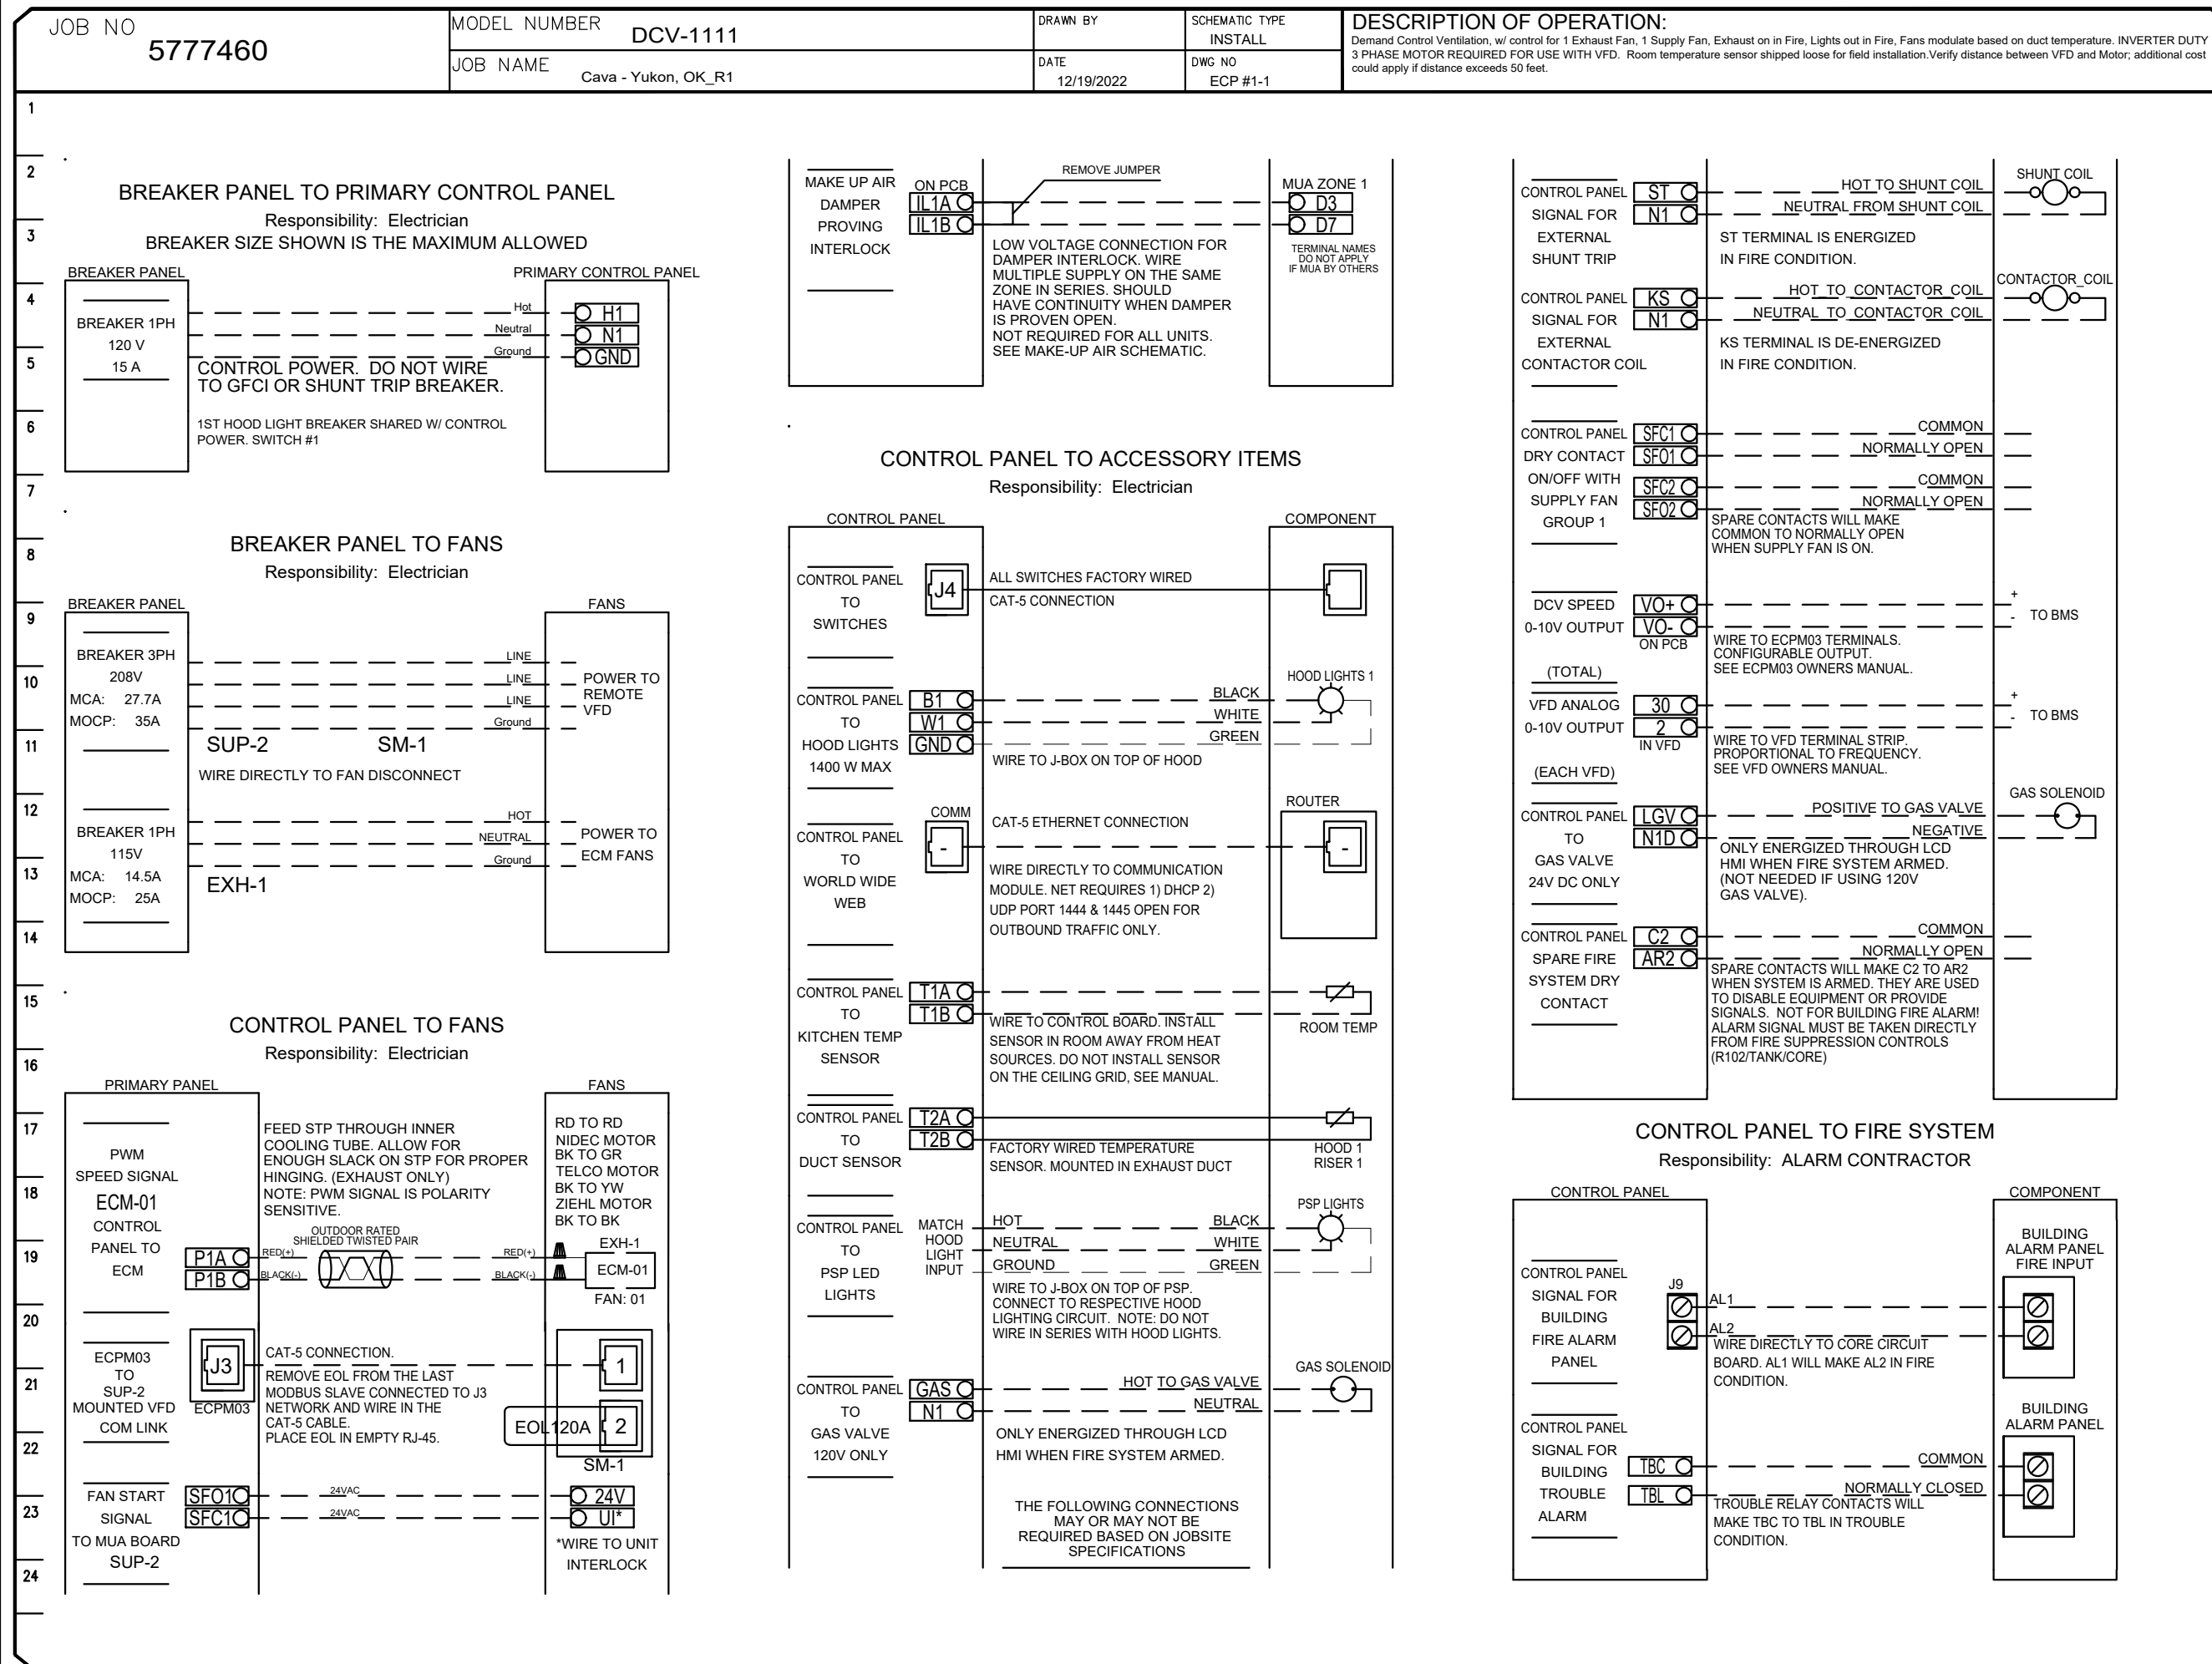 JOB NO
5777460
MODEL NUMBER
DCV-1111
JOB NAME
Cava - Yukon, OK_R1
DRAWN BY
DATE
12/19/2022
SCHEMATIC TYPE
INSTALL
DWG NO
ECP #1-1
DESCRIPTION OF OPERATION:
Demand Control Ventilation, w/ control for 1 Exhaust Fan, 1 Supply Fan, Exhaust on in Fire, Lights out in Fire, Fans modulate based on duct temperature. INVERTER DUTY
3 PHASE MOTOR REQUIRED FOR USE WITH VFD. Room temperature sensor shipped loose for field installation.Verify distance between VFD and Motor; additional cost
could apply if distance exceeds 50 feet.
1
2
3
4
5
6
7
8
9
10
11
12
13
14
15
16
17
18
19
20
21
22
23
24
BREAKER PANEL TO PRIMARY CONTROL PANEL
Responsibility: Electrician
BREAKER SIZE SHOWN IS THE MAXIMUM ALLOWED
BREAKER PANEL
PRIMARY CONTROL PANEL
BREAKER 1PH
120 V
15 A
Hot
H1
Neutral
N1
Ground
GND
CONTROL POWER. DO NOT WIRE
TO GFCI OR SHUNT TRIP BREAKER.
1ST HOOD LIGHT BREAKER SHARED W/ CONTROL
POWER. SWITCH #1
BREAKER PANEL TO FANS
Responsibility: Electrician
BREAKER PANEL
FANS
BREAKER 3PH
208V
MCA: 27.7A
MOCP: 35A
LINE
LINE
LINE
Ground
POWER TO
REMOTE
VFD
SUP-2
SM-1
WIRE DIRECTLY TO FAN DISCONNECT
BREAKER 1PH
115V
MCA: 14.5A
MOCP: 25A
HOT
NEUTRAL
Ground
POWER TO
ECM FANS
EXH-1
CONTROL PANEL TO FANS
Responsibility: Electrician
PRIMARY PANEL
FANS
PWM
SPEED SIGNAL
ECM-01
CONTROL
PANEL TO
ECM
FEED STP THROUGH INNER
COOLING TUBE. ALLOW FOR
ENOUGH SLACK ON STP FOR PROPER
HINGING. (EXHAUST ONLY)
NOTE: PWM SIGNAL IS POLARITY
SENSITIVE.
RD TO RD
NIDEC MOTOR
BK TO GR
TELCO MOTOR
BK TO YW
ZIEHL MOTOR
BK TO BK
OUTDOOR RATED
SHIELDED TWISTED PAIR
P1A
RED(+)
RED(+)
P1B
BLACK(-)
BLACK(-)
EXH-1
ECM-01
FAN: 01
ECPM03
TO
SUP-2
MOUNTED VFD
COM LINK
J3
ECPM03
CAT-5 CONNECTION.
REMOVE EOL FROM THE LAST
MODBUS SLAVE CONNECTED TO J3
NETWORK AND WIRE IN THE
CAT-5 CABLE.
PLACE EOL IN EMPTY RJ-45.
1
EOL120A
2
SM-1
FAN START
SIGNAL
TO MUA BOARD
SUP-2
SFO1
24VAC
24V
SFC1
24VAC
UI*
*WIRE TO UNIT
INTERLOCK
MAKE UP AIR
DAMPER
PROVING
INTERLOCK
ON PCB
IL1A
IL1B
REMOVE JUMPER
MUA ZONE 1
D3
D7
LOW VOLTAGE CONNECTION FOR
DAMPER INTERLOCK. WIRE
MULTIPLE SUPPLY ON THE SAME
ZONE IN SERIES. SHOULD
HAVE CONTINUITY WHEN DAMPER
IS PROVEN OPEN.
NOT REQUIRED FOR ALL UNITS.
SEE MAKE-UP AIR SCHEMATIC.
TERMINAL NAMES
DO NOT APPLY
IF MUA BY OTHERS
CONTROL PANEL TO ACCESSORY ITEMS
Responsibility: Electrician
CONTROL PANEL
COMPONENT
CONTROL PANEL
TO
SWITCHES
J4
ALL SWITCHES FACTORY WIRED
CAT-5 CONNECTION
CONTROL PANEL
TO
HOOD LIGHTS
1400 W MAX
B1
W1
GND
BLACK
WHITE
GREEN
HOOD LIGHTS 1
WIRE TO J-BOX ON TOP OF HOOD
CONTROL PANEL
TO
WORLD WIDE
WEB
COMM
-
CAT-5 ETHERNET CONNECTION
ROUTER
-
WIRE DIRECTLY TO COMMUNICATION
MODULE. NET REQUIRES 1) DHCP 2)
UDP PORT 1444 & 1445 OPEN FOR
OUTBOUND TRAFFIC ONLY.
CONTROL PANEL
TO
KITCHEN TEMP
SENSOR
T1A
T1B
ROOM TEMP
WIRE TO CONTROL BOARD. INSTALL
SENSOR IN ROOM AWAY FROM HEAT
SOURCES. DO NOT INSTALL SENSOR
ON THE CEILING GRID, SEE MANUAL.
CONTROL PANEL
TO
DUCT SENSOR
T2A
T2B
FACTORY WIRED TEMPERATURE
SENSOR. MOUNTED IN EXHAUST DUCT
HOOD 1
RISER 1
CONTROL PANEL
TO
PSP LED
LIGHTS
MATCH
HOOD
LIGHT
INPUT
HOT
NEUTRAL
GROUND
BLACK
WHITE
GREEN
PSP LIGHTS
WIRE TO J-BOX ON TOP OF PSP.
CONNECT TO RESPECTIVE HOOD
LIGHTING CIRCUIT. NOTE: DO NOT
WIRE IN SERIES WITH HOOD LIGHTS.
CONTROL PANEL
TO
GAS VALVE
120V ONLY
GAS
N1
HOT TO GAS VALVE
NEUTRAL
GAS SOLENOID
ONLY ENERGIZED THROUGH LCD
HMI WHEN FIRE SYSTEM ARMED.
THE FOLLOWING CONNECTIONS
MAY OR MAY NOT BE
REQUIRED BASED ON JOBSITE
SPECIFICATIONS
CONTROL PANEL
SIGNAL FOR
EXTERNAL
SHUNT TRIP
ST
N1
HOT TO SHUNT COIL
NEUTRAL FROM SHUNT COIL
SHUNT COIL
ST TERMINAL IS ENERGIZED
IN FIRE CONDITION.
CONTROL PANEL
SIGNAL FOR
EXTERNAL
CONTACTOR COIL
KS
N1
HOT TO CONTACTOR COIL
NEUTRAL TO CONTACTOR COIL
CONTACTOR_COIL
KS TERMINAL IS DE-ENERGIZED
IN FIRE CONDITION.
CONTROL PANEL
DRY CONTACT
ON/OFF WITH
SUPPLY FAN
GROUP 1
SFC1
SFO1
SFC2
SFO2
COMMON
NORMALLY OPEN
COMMON
NORMALLY OPEN
SPARE CONTACTS WILL MAKE
COMMON TO NORMALLY OPEN
WHEN SUPPLY FAN IS ON.
DCV SPEED
0-10V OUTPUT
(TOTAL)
VO+
VO-
ON PCB
+
-
TO BMS
WIRE TO ECPM03 TERMINALS.
CONFIGURABLE OUTPUT.
SEE ECPM03 OWNERS MANUAL.
VFD ANALOG
0-10V OUTPUT
(EACH VFD)
30
2
IN VFD
+
-
TO BMS
WIRE TO VFD TERMINAL STRIP.
PROPORTIONAL TO FREQUENCY.
SEE VFD OWNERS MANUAL.
CONTROL PANEL
TO
GAS VALVE
24V DC ONLY
LGV
N1D
POSITIVE TO GAS VALVE
NEGATIVE
GAS SOLENOID
ONLY ENERGIZED THROUGH LCD
HMI WHEN FIRE SYSTEM ARMED.
(NOT NEEDED IF USING 120V
GAS VALVE).
CONTROL PANEL
SPARE FIRE
SYSTEM DRY
CONTACT
C2
AR2
COMMON
NORMALLY OPEN
SPARE CONTACTS WILL MAKE C2 TO AR2
WHEN SYSTEM IS ARMED. THEY ARE USED
TO DISABLE EQUIPMENT OR PROVIDE
SIGNALS. NOT FOR BUILDING FIRE ALARM!
ALARM SIGNAL MUST BE TAKEN DIRECTLY
FROM FIRE SUPPRESSION CONTROLS
(R102/TANK/CORE)
CONTROL PANEL TO FIRE SYSTEM
Responsibility: ALARM CONTRACTOR
CONTROL PANEL
COMPONENT
CONTROL PANEL
SIGNAL FOR
BUILDING
FIRE ALARM
PANEL
J9
AL1
AL2
BUILDING
ALARM PANEL
FIRE INPUT
WIRE DIRECTLY TO CORE CIRCUIT
BOARD. AL1 WILL MAKE AL2 IN FIRE
CONDITION.
CONTROL PANEL
SIGNAL FOR
BUILDING
TROUBLE
ALARM
TBC
TBL
COMMON
NORMALLY CLOSED
BUILDING
ALARM PANEL
TROUBLE RELAY CONTACTS WILL
MAKE TBC TO TBL IN TROUBLE
CONDITION.